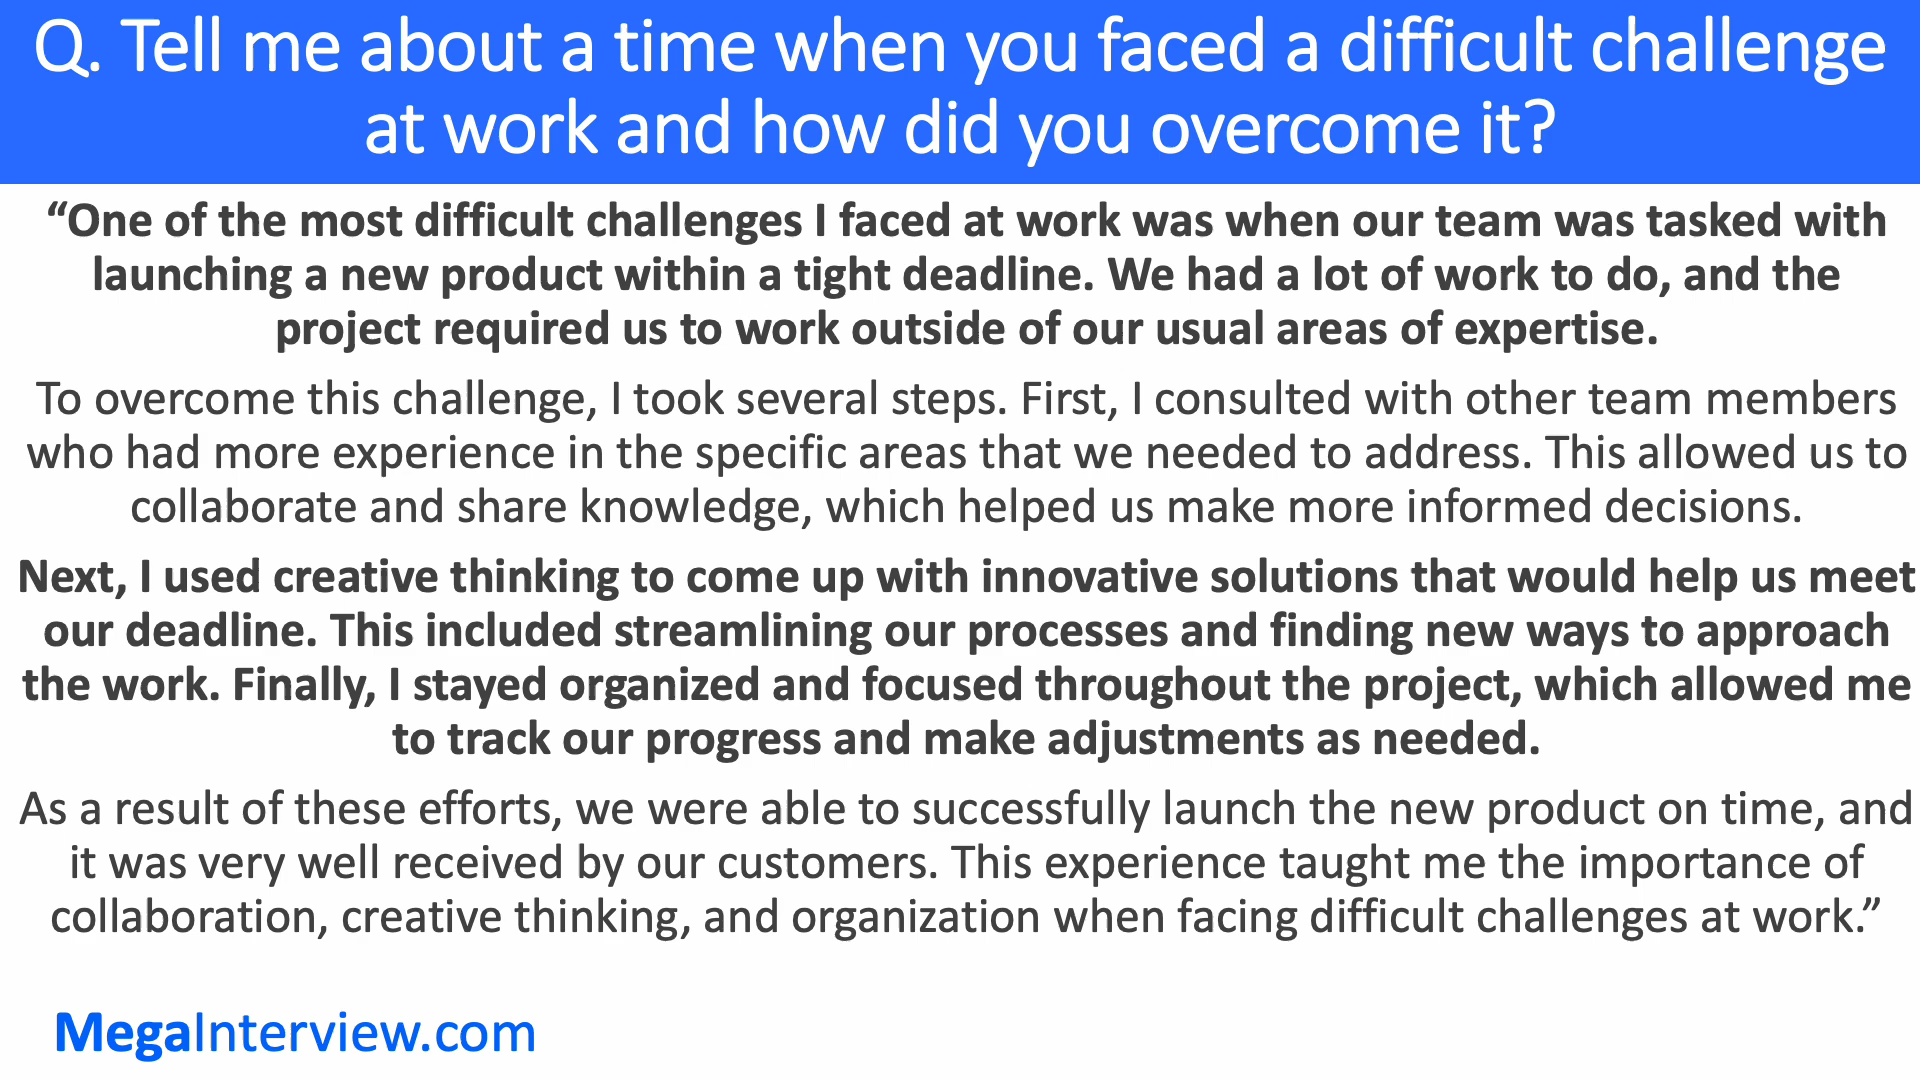 Q. Tell me about a time when you faced a difficult challenge
at work and how did you overcome it?
“One of the most difficult challenges I faced at work was when our team was tasked with
launching a new product within a tight deadline. We had a lot of work to do, and the
project required us to work outside of our usual areas of expertise.
To overcome this challenge, I took several steps. First, I consulted with other team members
who had more experience in the specific areas that we needed to address. This allowed us to
collaborate and share knowledge, which helped us make more informed decisions.
Next, I used creative thinking to come up with innovative solutions that would help us meet
our deadline. This included streamlining our processes and finding new ways to approach
the work. Finally, I stayed organized and focused throughout the project, which allowed me
to track our progress and make adjustments as needed.
As a result of these efforts, we were able to successfully launch the new product on time, and
it was very well received by our customers. This experience taught me the importance of
collaboration, creative thinking, and organization when facing difficult challenges at work.”
MegaInterview.com